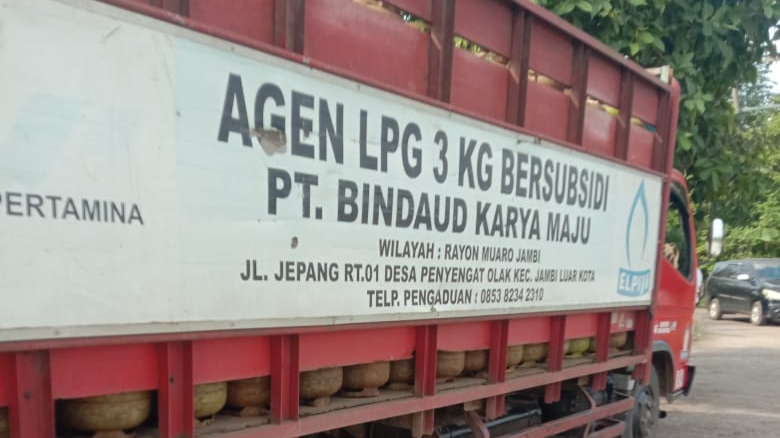 PERTAMINA
AGEN LPG 3 KG BERSUBSIDI
PT. BINDAUD KARYA MAJU
WILAYAH : RAYON MUARO JAMBI
JL. JEPANG RT.01 DESA PENYENGAT OLAK KEC. JAMBI LUAR KOTA
TELP. PENGADUAN : 0853 8234 2310
ELPIJI